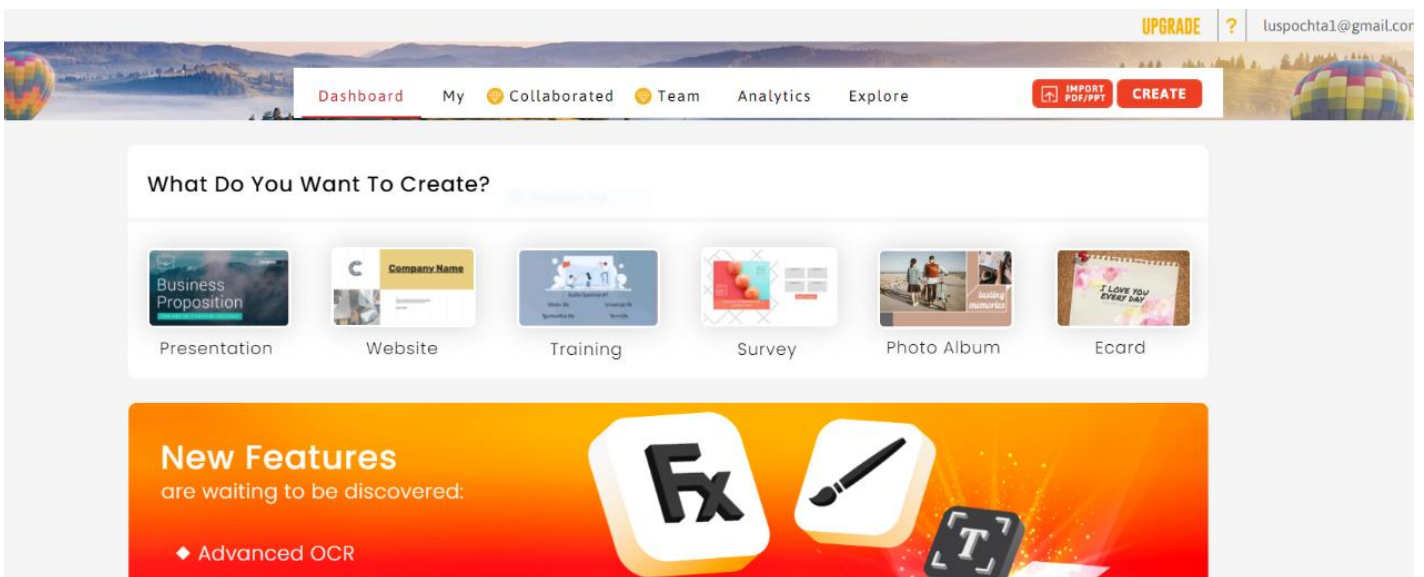 UPGRADE ? luspochta1@gmail.com
Dashboard My Collaborated Team Analytics Explore IMPORT PDF/PPT CREATE
What Do You Want To Create?
Business
Proposition
Company Name
lasting
memories
I LOVE YOU
EVERY DAY
Presentation Website Training Survey Photo Album Ecard
New Features
are waiting to be discovered:
Fx
T
Advanced OCR